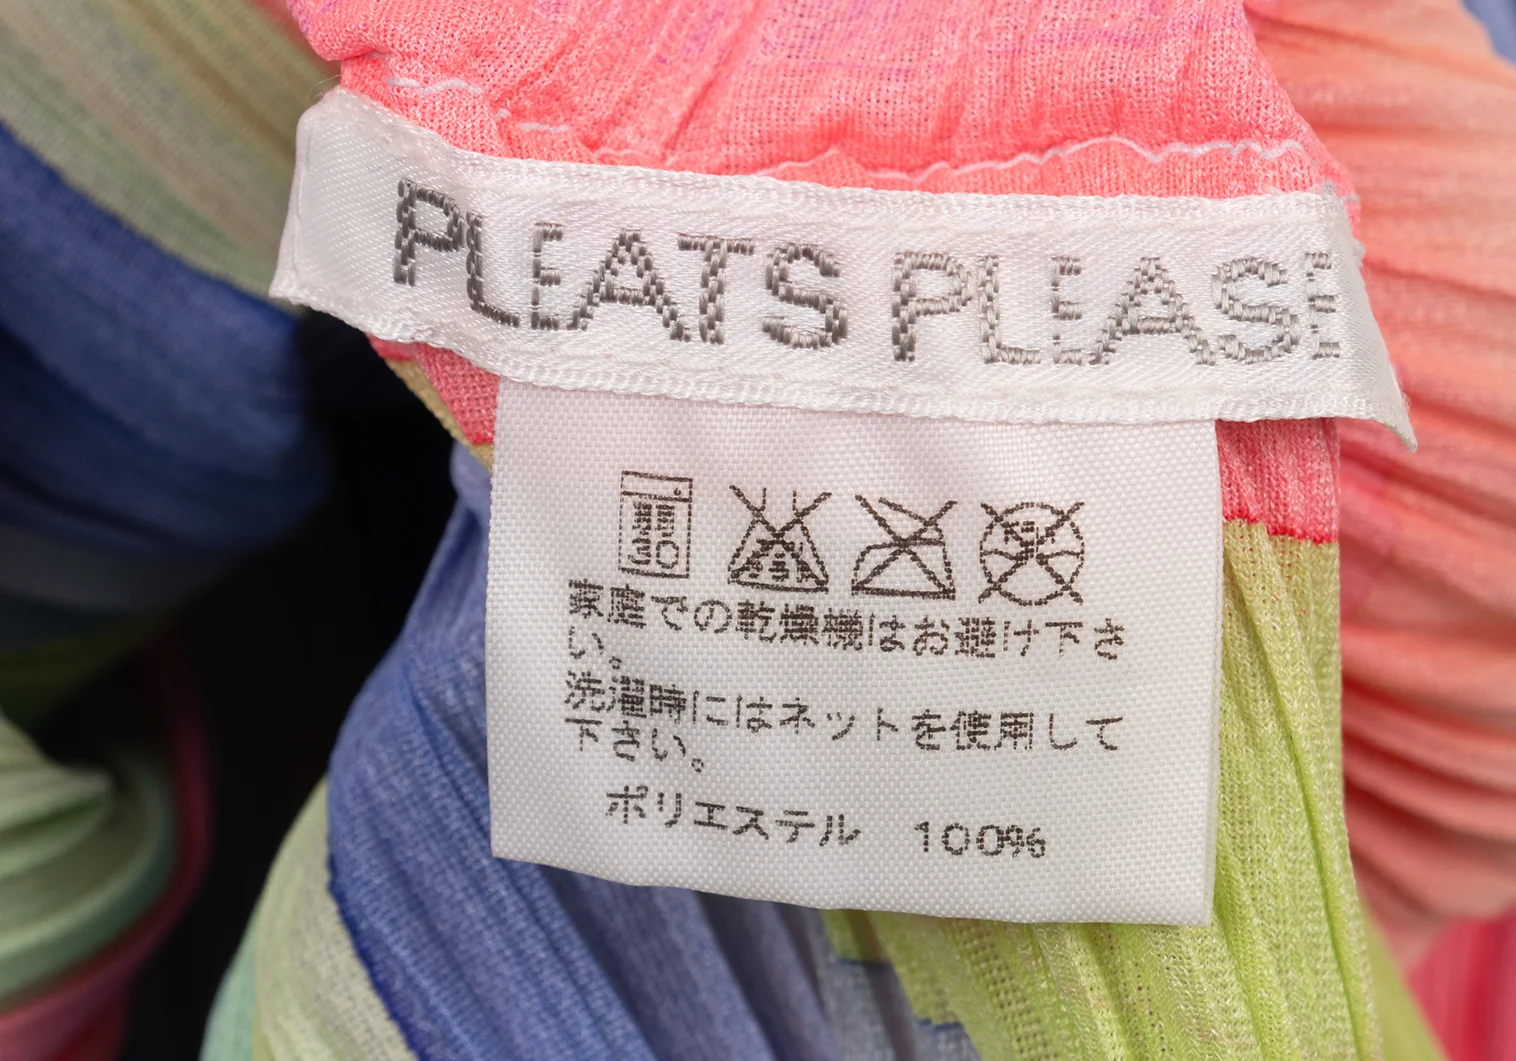 PLEATS PLEASE
家庭での乾燥機はお避け下さ
い。
洗濯時にはネットを使用して
下さい。
ポリエステル 100%